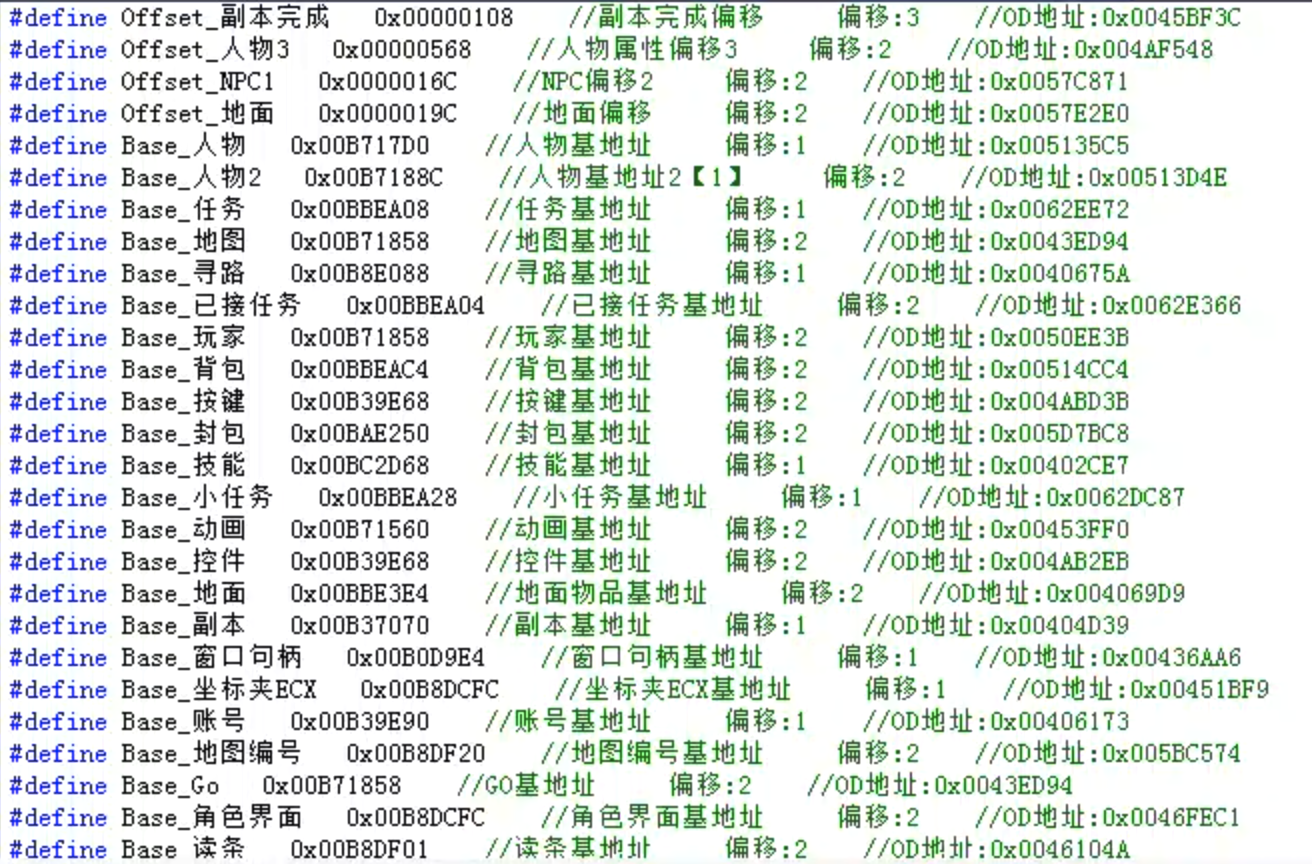 #define Offset_副本完成 0x00000108 //副本完成偏移 偏移:3 //OD地址:0x0045BF3C
#define Offset_人物3 0x00000568 //人物属性偏移3 偏移:2 //OD地址:0x004AF548
#define Offset_NPC1 0x0000016C //NPC偏移2 偏移:2 //OD地址:0x0057C871
#define Offset_地面 0x0000019C //地面偏移 偏移:2 //OD地址:0x0057E2E0
#define Base_人物 0x00B717D0 //人物基地址 偏移:1 //OD地址:0x005135C5
#define Base_人物2 0x00B7188C //人物基地址2【1】 偏移:2 //OD地址:0x00513D4E
#define Base_任务 0x00BBEA08 //任务基地址 偏移:1 //OD地址:0x0062EE72
#define Base_地图 0x00B71858 //地图基地址 偏移:2 //OD地址:0x0043ED94
#define Base_寻路 0x00B8E088 //寻路基地址 偏移:1 //OD地址:0x0040675A
#define Base_已接任务 0x00BBEA04 //已接任务基地址 偏移:2 //OD地址:0x0062E366
#define Base_玩家 0x00B71858 //玩家基地址 偏移:2 //OD地址:0x0050EE3B
#define Base_背包 0x00BBEAC4 //背包基地址 偏移:2 //OD地址:0x00514CC4
#define Base_按键 0x00B39E68 //按键基地址 偏移:2 //OD地址:0x004ABD3B
#define Base_封包 0x00BAE250 //封包基地址 偏移:2 //OD地址:0x005D7BC8
#define Base_技能 0x00BC2D68 //技能基地址 偏移:1 //OD地址:0x00402CE7
#define Base_小任务 0x00BBEA28 //小任务基地址 偏移:1 //OD地址:0x0062DC87
#define Base_动画 0x00B71560 //动画基地址 偏移:2 //OD地址:0x00453FF0
#define Base_控件 0x00B39E68 //控件基地址 偏移:2 //OD地址:0x004AB2EB
#define Base_地面 0x00BBE3E4 //地面物品基地址 偏移:2 //OD地址:0x004069D9
#define Base_副本 0x00B37070 //副本基地址 偏移:1 //OD地址:0x00404D39
#define Base_窗口句柄 0x00B0D9E4 //窗口句柄基地址 偏移:1 //OD地址:0x00436AA6
#define Base_坐标夹ECX 0x00B8DCFC //坐标夹ECX基地址 偏移:1 //OD地址:0x00451BF9
#define Base_账号 0x00B39E90 //账号基地址 偏移:1 //OD地址:0x00406173
#define Base_地图编号 0x00B8DF20 //地图编号基地址 偏移:2 //OD地址:0x005BC574
#define Base_Go 0x00B71858 //GO基地址 偏移:2 //OD地址:0x0043ED94
#define Base_角色界面 0x00B8DCFC //角色界面基地址 偏移:2 //OD地址:0x0046FEC1
#define Base_读条 0x00B8DF01 //读条基地址 偏移:2 //OD地址:0x0046104A